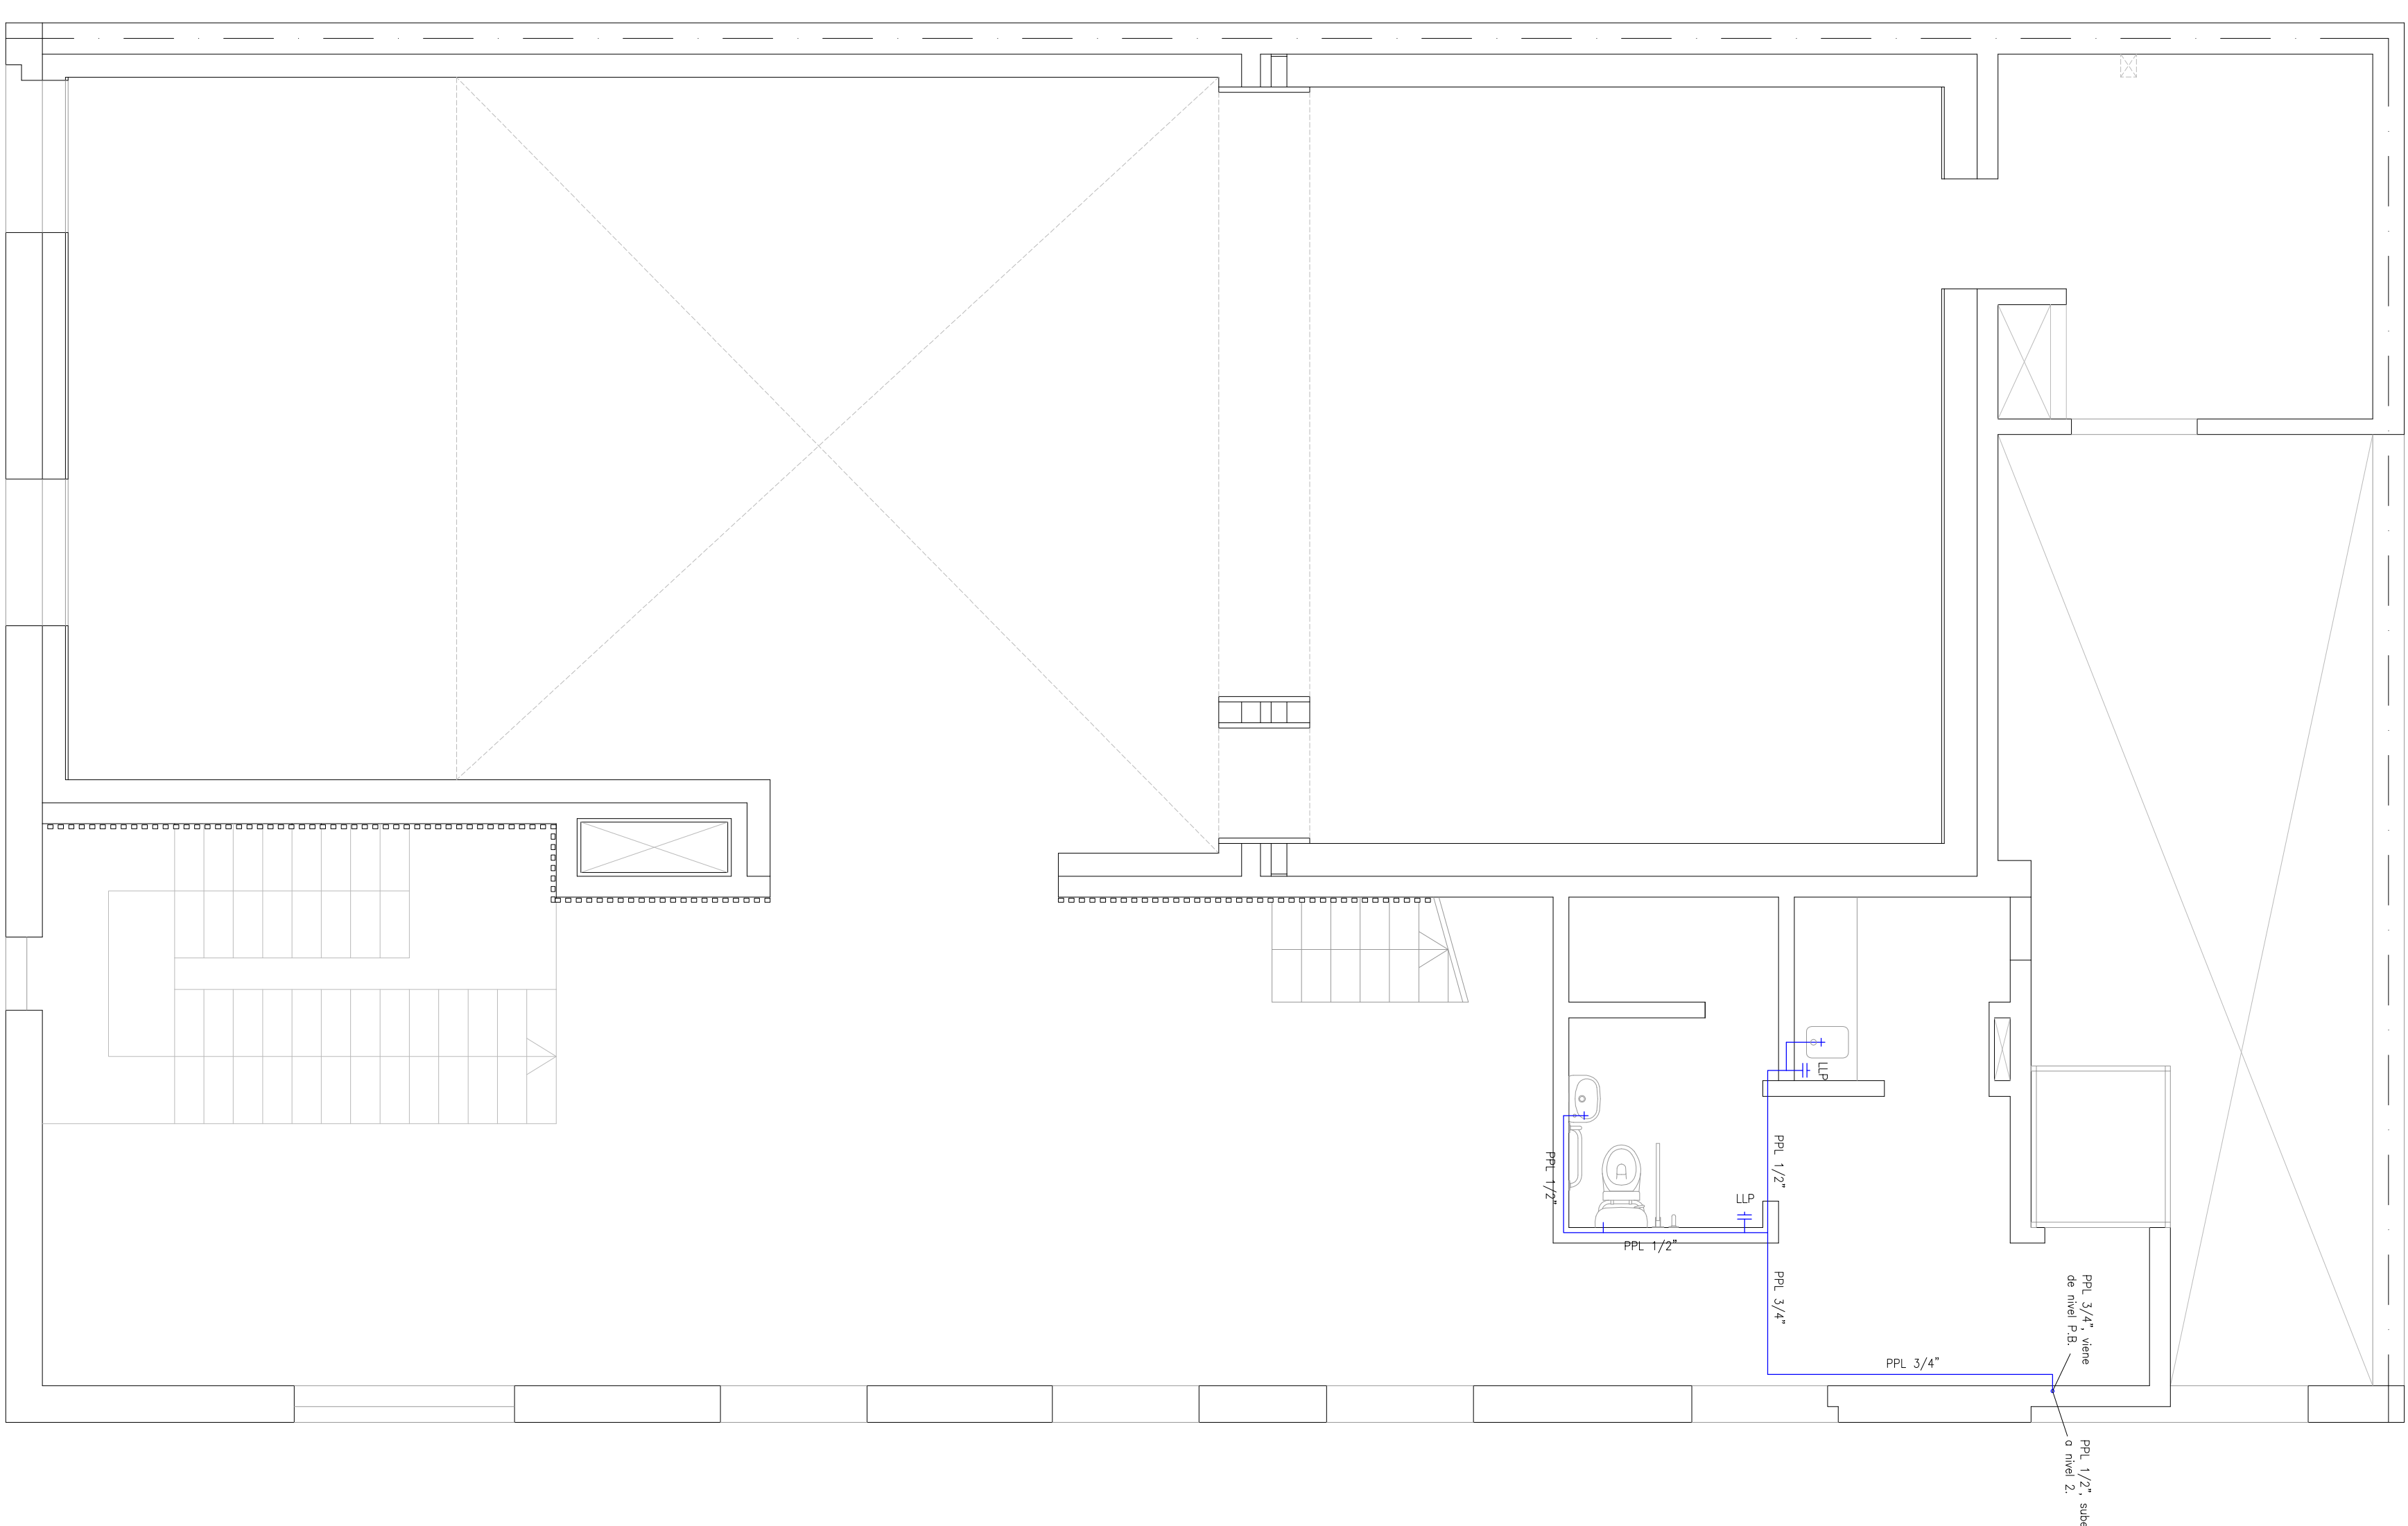 LLP
PPL 1/2"
PPL 1/2"
LLP
PPL 1/2"
PPL 3/4"
PPL 3/4"
PPL 3/4", viene
de nivel P.B.
PPL 1/2", sube
a nivel 2.